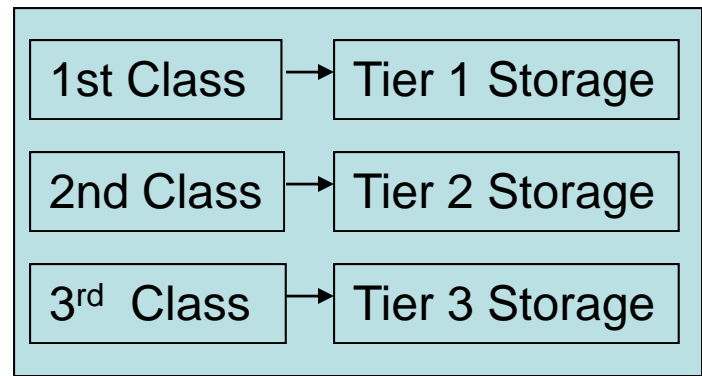 1st Class Tier 1 Storage
2nd Class Tier 2 Storage
3rd Class Tier 3 Storage